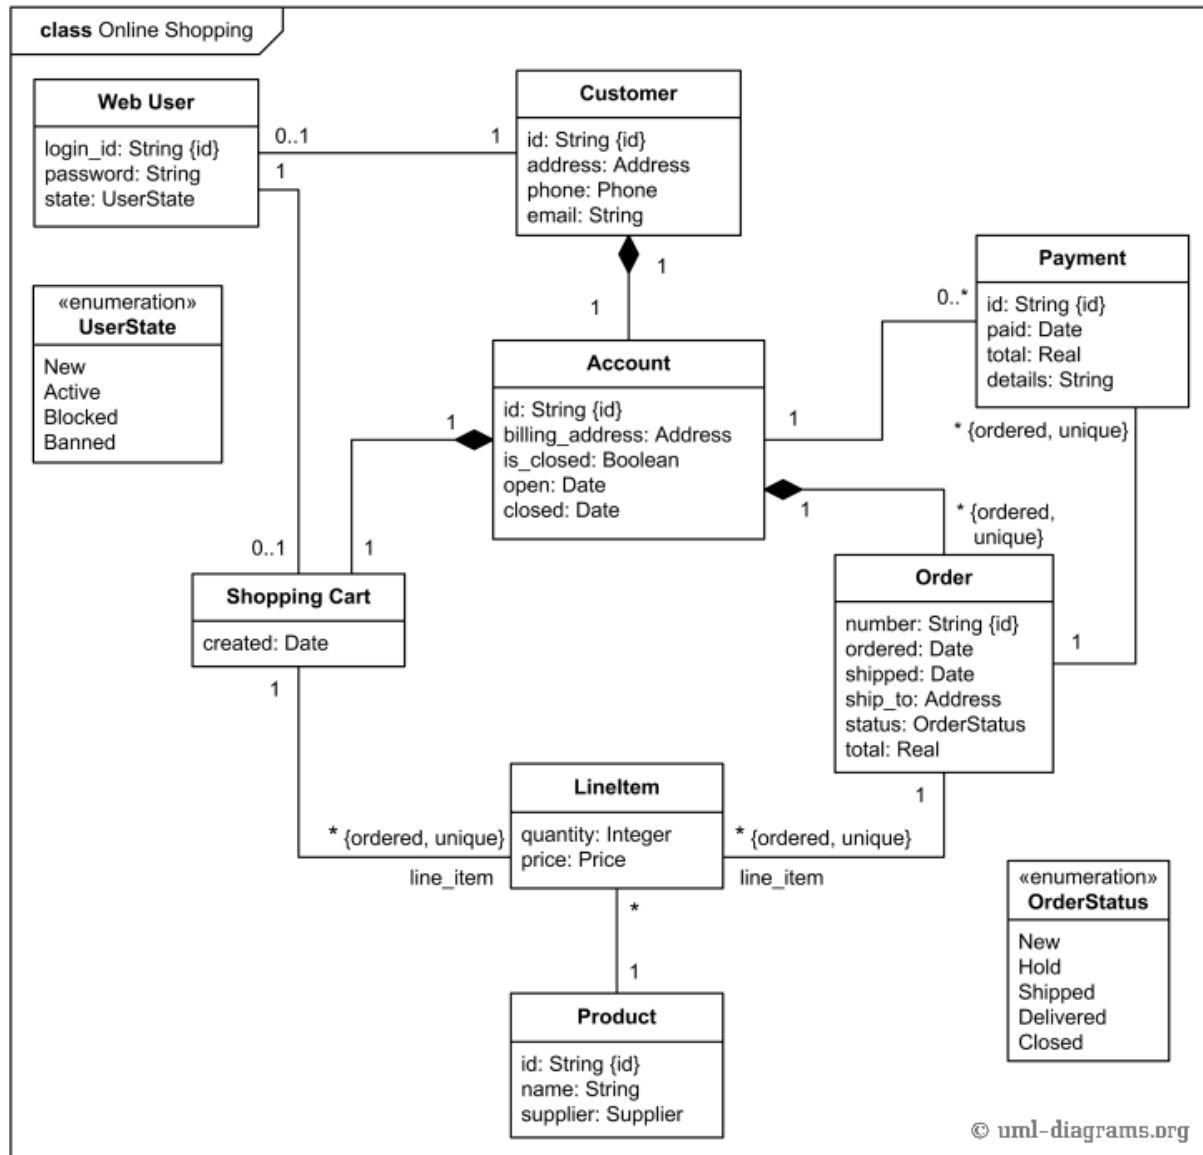 class Online Shopping
Web User
login_id: String {id}
password: String
state: UserState
0..1
1
1
Customer
id: String {id}
address: Address
phone: Phone
email: String
1
1
«enumeration»
UserState
New
Active
Blocked
Banned
Payment
id: String {id}
paid: Date
total: Real
details: String
0..*
1
* {ordered, unique}
Account
id: String {id}
billing_address: Address
is_closed: Boolean
open: Date
closed: Date
1
1
* {ordered,
unique}
0..1
1
Shopping Cart
created: Date
1
Order
number: String {id}
ordered: Date
shipped: Date
ship_to: Address
status: OrderStatus
total: Real
1
1
LineItem
quantity: Integer
price: Price
* {ordered, unique}
line_item
* {ordered, unique}
line_item
*
1
Product
id: String {id}
name: String
supplier: Supplier
«enumeration»
OrderStatus
New
Hold
Shipped
Delivered
Closed
© uml-diagrams.org